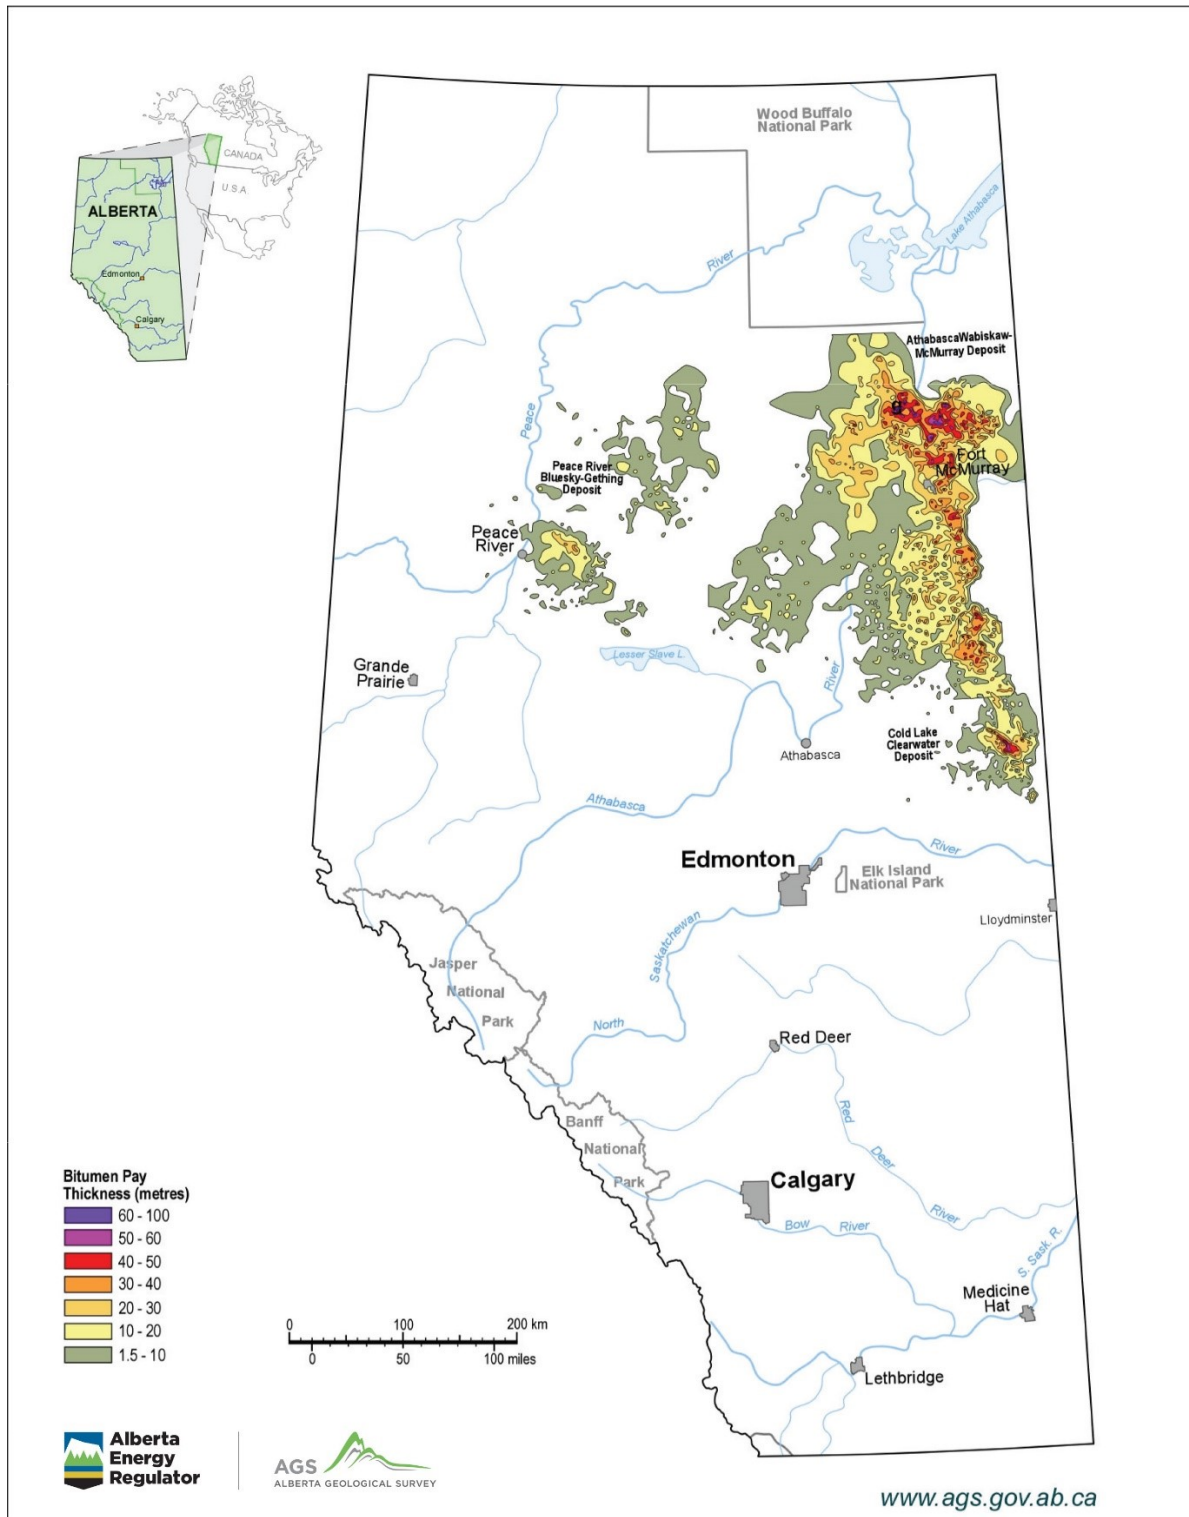 CANADA
U.S.A
ALBERTA
Edmonton
Calgary
Wood Buffalo
National Park
Lake Athabasca
River
Peace
AthabascaWabiskaw-
McMurray Deposit
8
Fort
McMurray
Peace River
Bluesky-Gething
Deposit
Peace
River
Grande
Prairie
Lesser Slave L.
River
Athabasca
Cold Lake
Clearwater
Deposit
Athabasca
Edmonton
River
Elk Island
National Park
Lloydminster
Saskatchewan
North
Jasper
National
Park
Red Deer
Red
Deer
River
Banff
National
Park
Calgary
Bow
River
S. Sask. R.
Medicine
Hat
Lethbridge
Bitumen Pay
Thickness (metres)
60 - 100
50 - 60
40 - 50
30 - 40
20 - 30
10 - 20
1.5 - 10
0 100 200 km
0 50 100 miles
Alberta
Energy
Regulator
AGS
ALBERTA GEOLOGICAL SURVEY
www.ags.gov.ab.ca